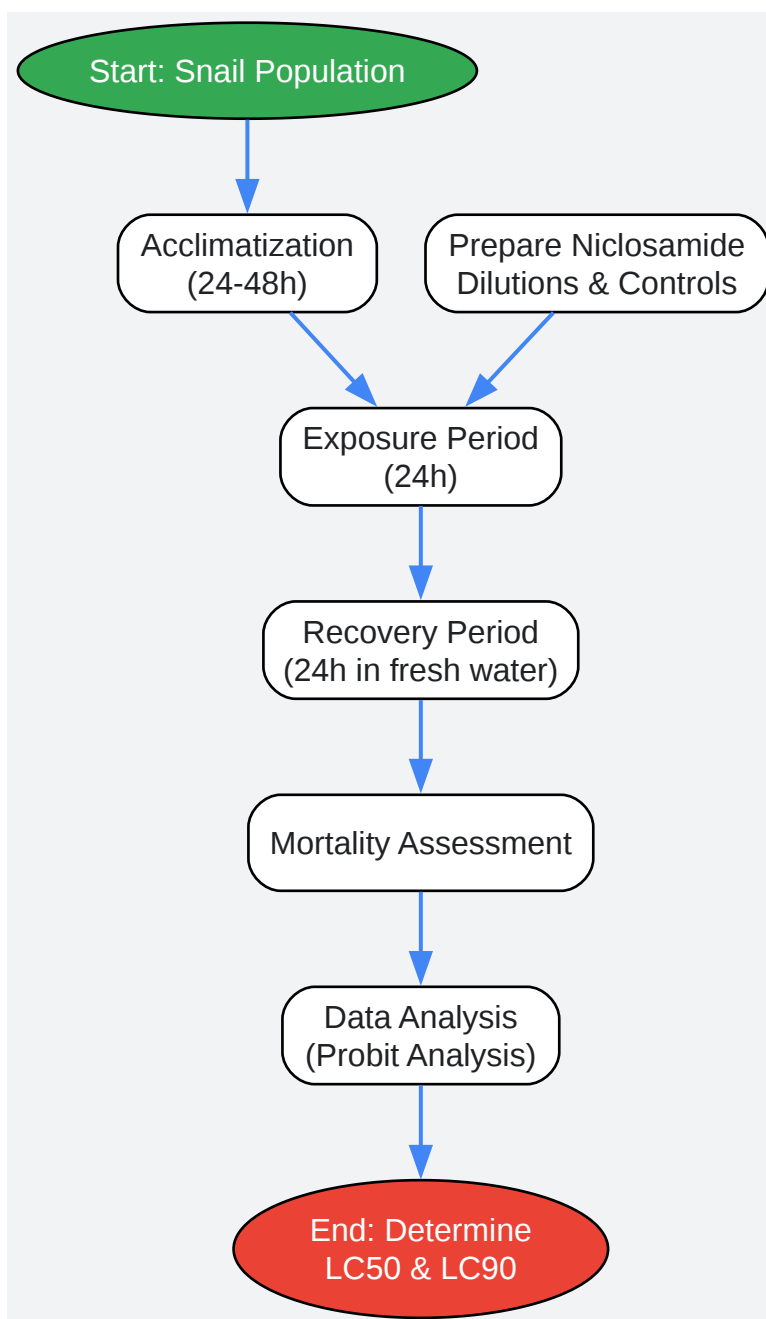 Start: Snail Population
Acclimatization
(24-48h)
Prepare Niclosamide
Dilutions & Controls
Exposure Period
(24h)
Recovery Period
(24h in fresh water)
Mortality Assessment
Data Analysis
(Probit Analysis)
End: Determine
LC50 & LC90